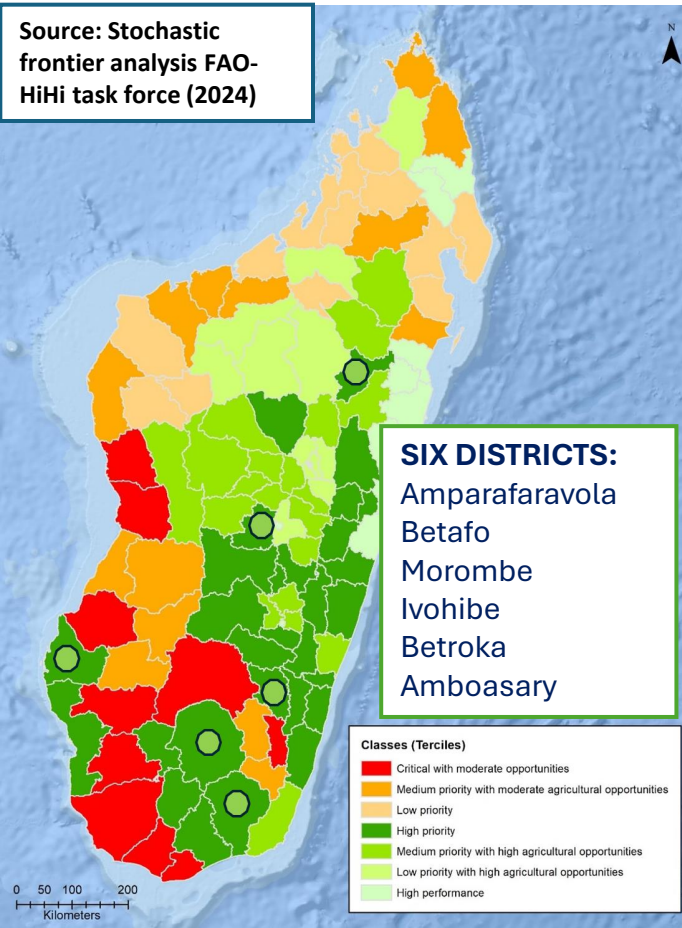 Source: Stochastic
frontier analysis FAO-
HiHi task force (2024)
N
SIX DISTRICTS:
Amparafaravola
Betafo
Morombe
Ivohibe
Betroka
Amboasary
Classes (Terciles)
Critical with moderate opportunities
Medium priority with moderate agricultural opportunities
Low priority
High priority
Medium priority with high agricultural opportunities
Low priority with high agricultural opportunities
High performance
0 50 100 200
Kilometers